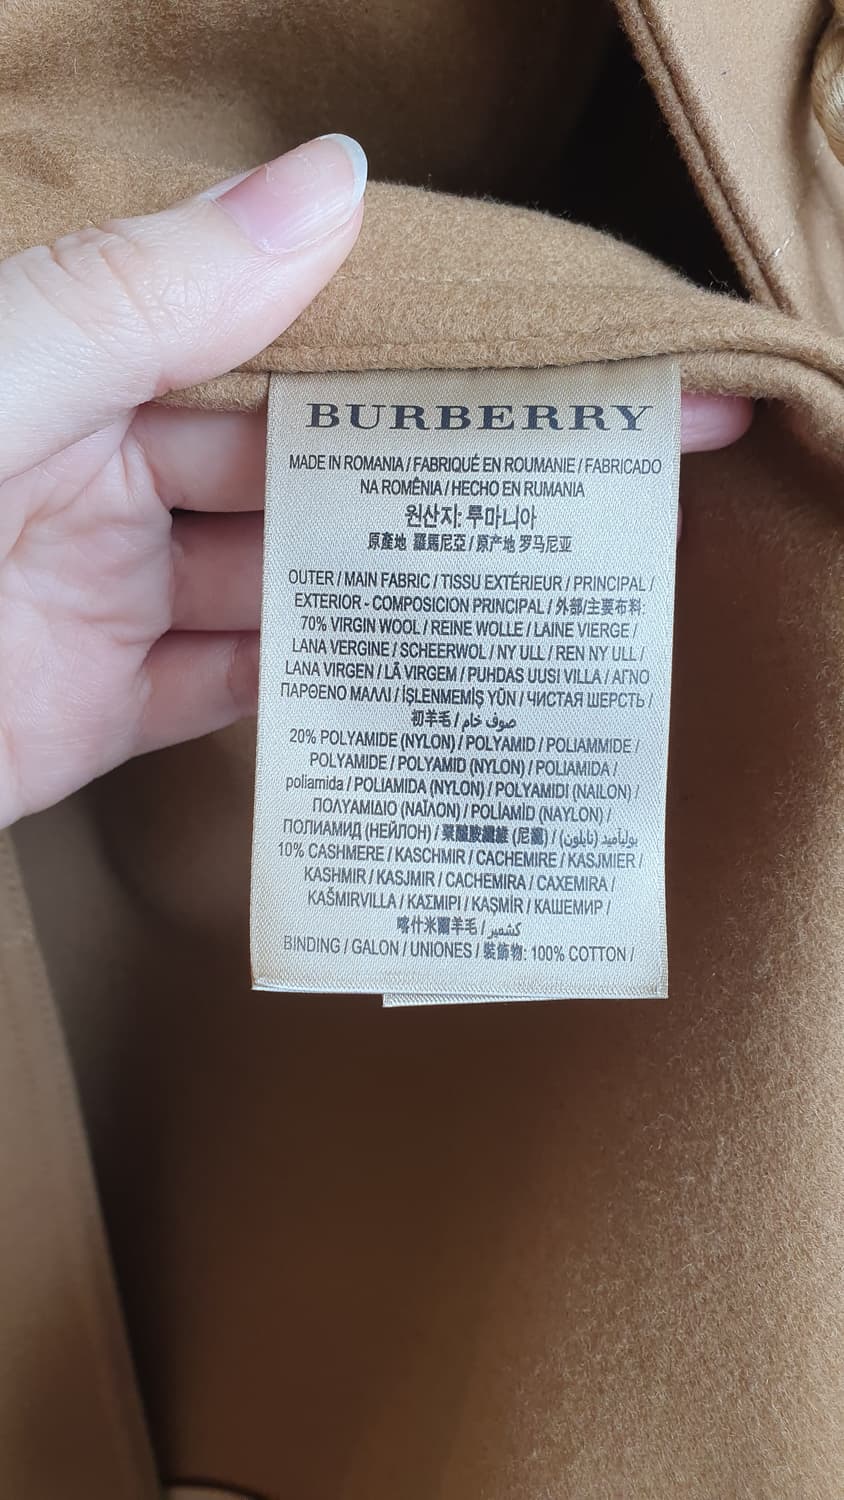 BURBERRY
MADE IN ROMANIA / FABRIQUÉ EN ROUMANIE / FABRICADO
NA ROMÊNIA / HECHO EN RUMANIA
원산지: 루마니아
原產地 羅馬尼亞 / 原产地 罗马尼亚
OUTER / MAIN FABRIC / TISSU EXTÉRIEUR / PRINCIPAL /
EXTERIOR - COMPOSICION PRINCIPAL / 外部/主要布料:
70% VIRGIN WOOL / REINE WOLLE / LAINE VIERGE /
LANA VERGINE / SCHEERWOL / NY ULL / REN NY ULL /
LANA VIRGEN / LÃ VIRGEM / PUHDAS UUSI VILLA / ΑΓΝΟ
ΠΑΡΘΕΝΟ ΜΑΛΛΙ / İŞLENMEMİŞ YÜN / ЧИСТАЯ ШЕРСТЬ /
初羊毛 / صوف خام
20% POLYAMIDE (NYLON) / POLYAMID / POLIAMMIDE /
POLYAMIDE / POLYAMID (NYLON) / POLIAMIDA /
poliamida / POLIAMIDA (NYLON) / POLYAMIDI (NAILON) /
ΠΟΛΥΑΜΙΔΙΟ (ΝΑΪΛΟΝ) / POLİAMİD (NAYLON) /
ПОЛИАМИД (НЕЙЛОН) / 聚醯胺纖維 (尼龍) / بولياميد (نايلون)
10% CASHMERE / KASCHMIR / CACHEMIRE / KASJMIER /
KASHMIR / KASJMIR / CACHEMIRA / CAXEMIRA /
KAŠMIRVILLA / ΚΑΣΜΙΡΙ / KAŞMİR / КАШЕМИР /
喀什米爾羊毛 / كشمير
BINDING / GALON / UNIONES / 裝飾物: 100% COTTON /